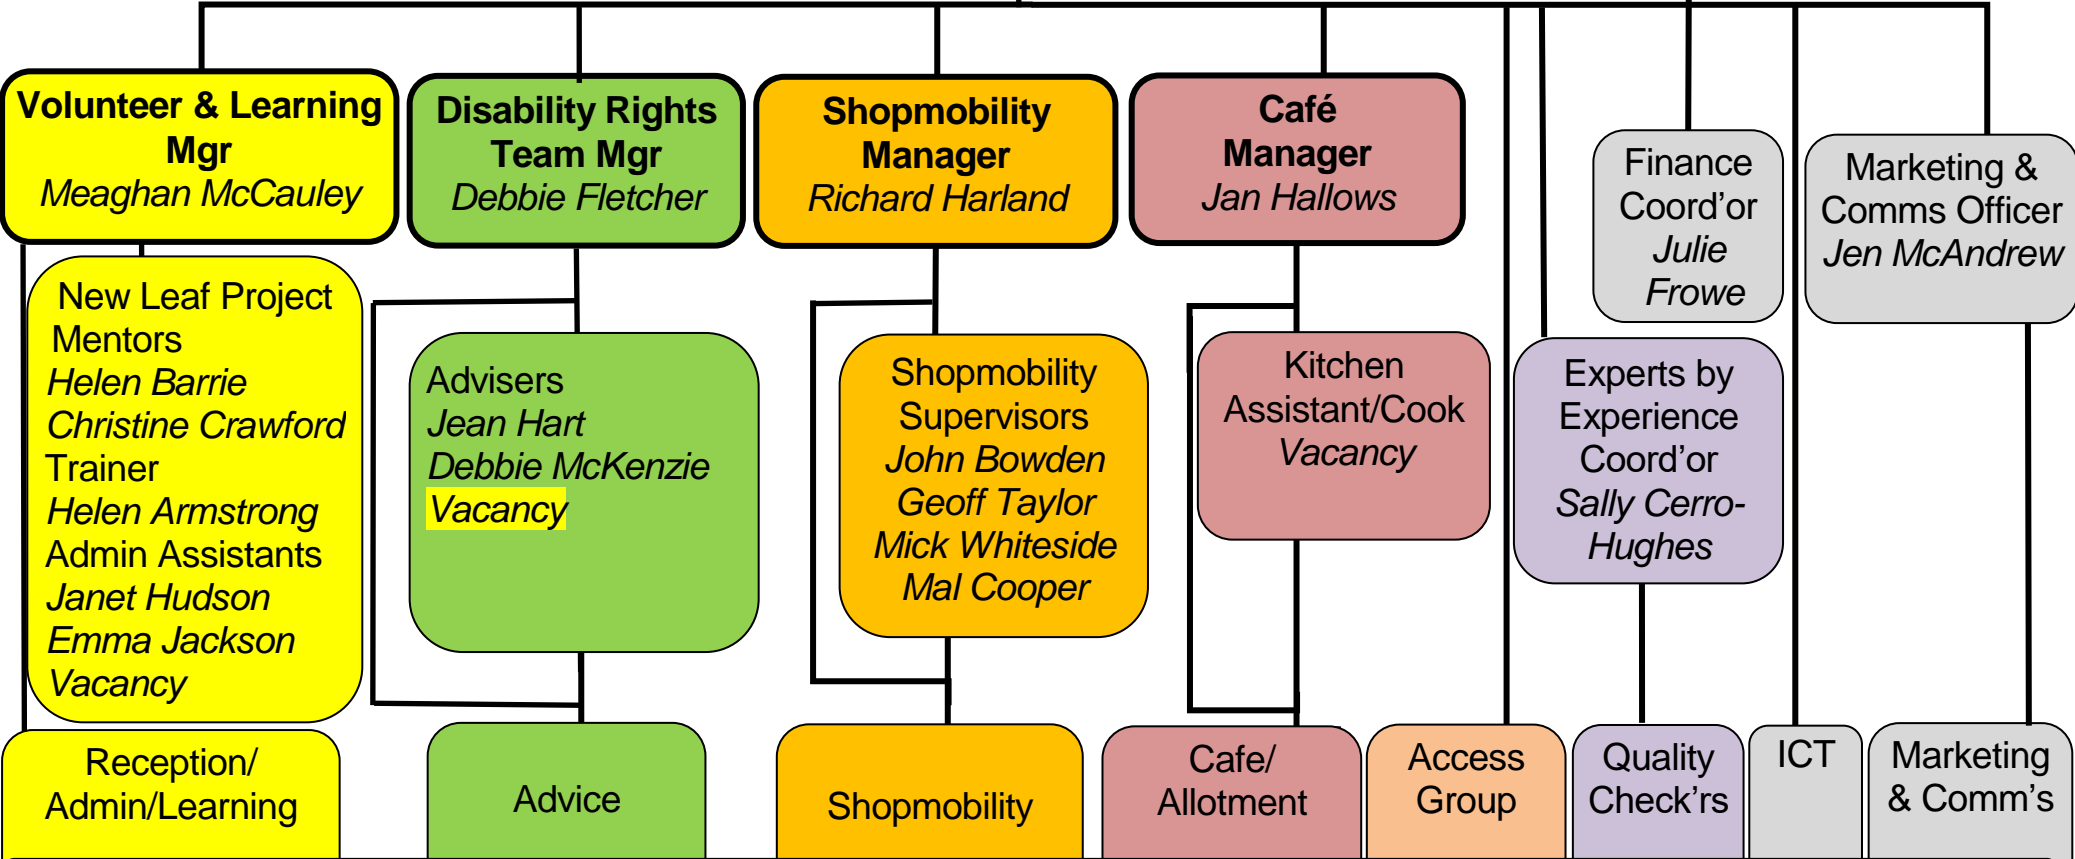 Volunteer & Learning
Mgr
Meaghan McCauley
Disability Rights
Team Mgr
Debbie Fletcher
Shopmobility
Manager
Richard Harland
Café
Manager
Jan Hallows
Finance
Coord’or
Julie
Frowe
Marketing &
Comms Officer
Jen McAndrew
New Leaf Project
Mentors
Helen Barrie
Christine Crawford
Trainer
Helen Armstrong
Admin Assistants
Janet Hudson
Emma Jackson
Vacancy
Advisers
Jean Hart
Debbie McKenzie
Vacancy
Shopmobility
Supervisors
John Bowden
Geoff Taylor
Mick Whiteside
Mal Cooper
Kitchen
Assistant/Cook
Vacancy
Experts by
Experience
Coord’or
Sally Cerro-
Hughes
Reception/
Admin/Learning
Advice
Shopmobility
Cafe/
Allotment
Access
Group
Quality
Check’rs
ICT
Marketing
& Comm’s